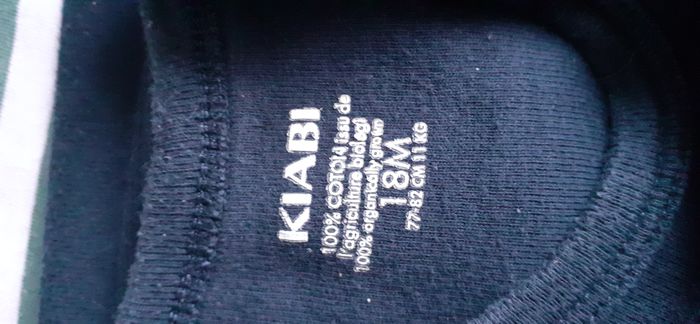 KIABI
100% COTON issu de
l'agriculture biologi
100% organically grown
18M
77-82 CM 11 KG